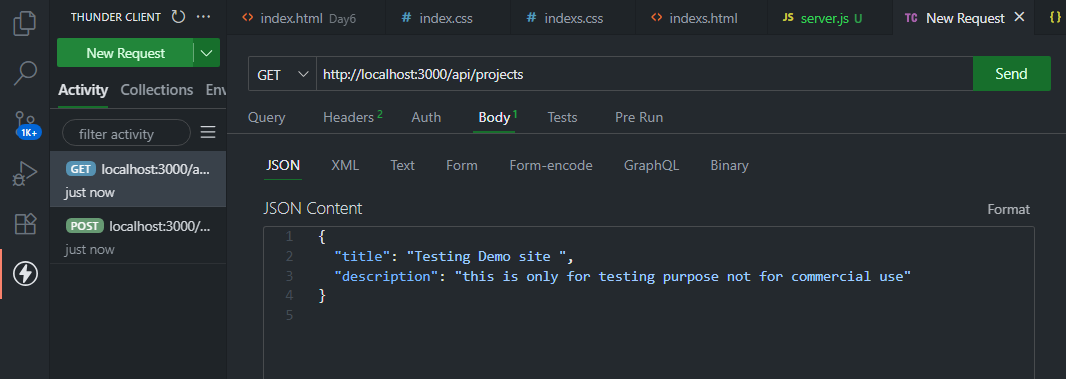 THUNDER CLIENT
index.html Day6
index.css
indexs.css
indexs.html
JS server.js U
TC New Request
{}
New Request
GET
http://localhost:3000/api/projects
Send
Activity
Collections
Env
Query
Headers 2
Auth
Body 1
Tests
Pre Run
filter activity
1K+
GET localhost:3000/a...
just now
POST localhost:3000/...
just now
JSON
XML
Text
Form
Form-encode
GraphQL
Binary
JSON Content
Format
1 {
2 "title": "Testing Demo site ",
3 "description": "this is only for testing purpose not for commercial use"
4 }
5